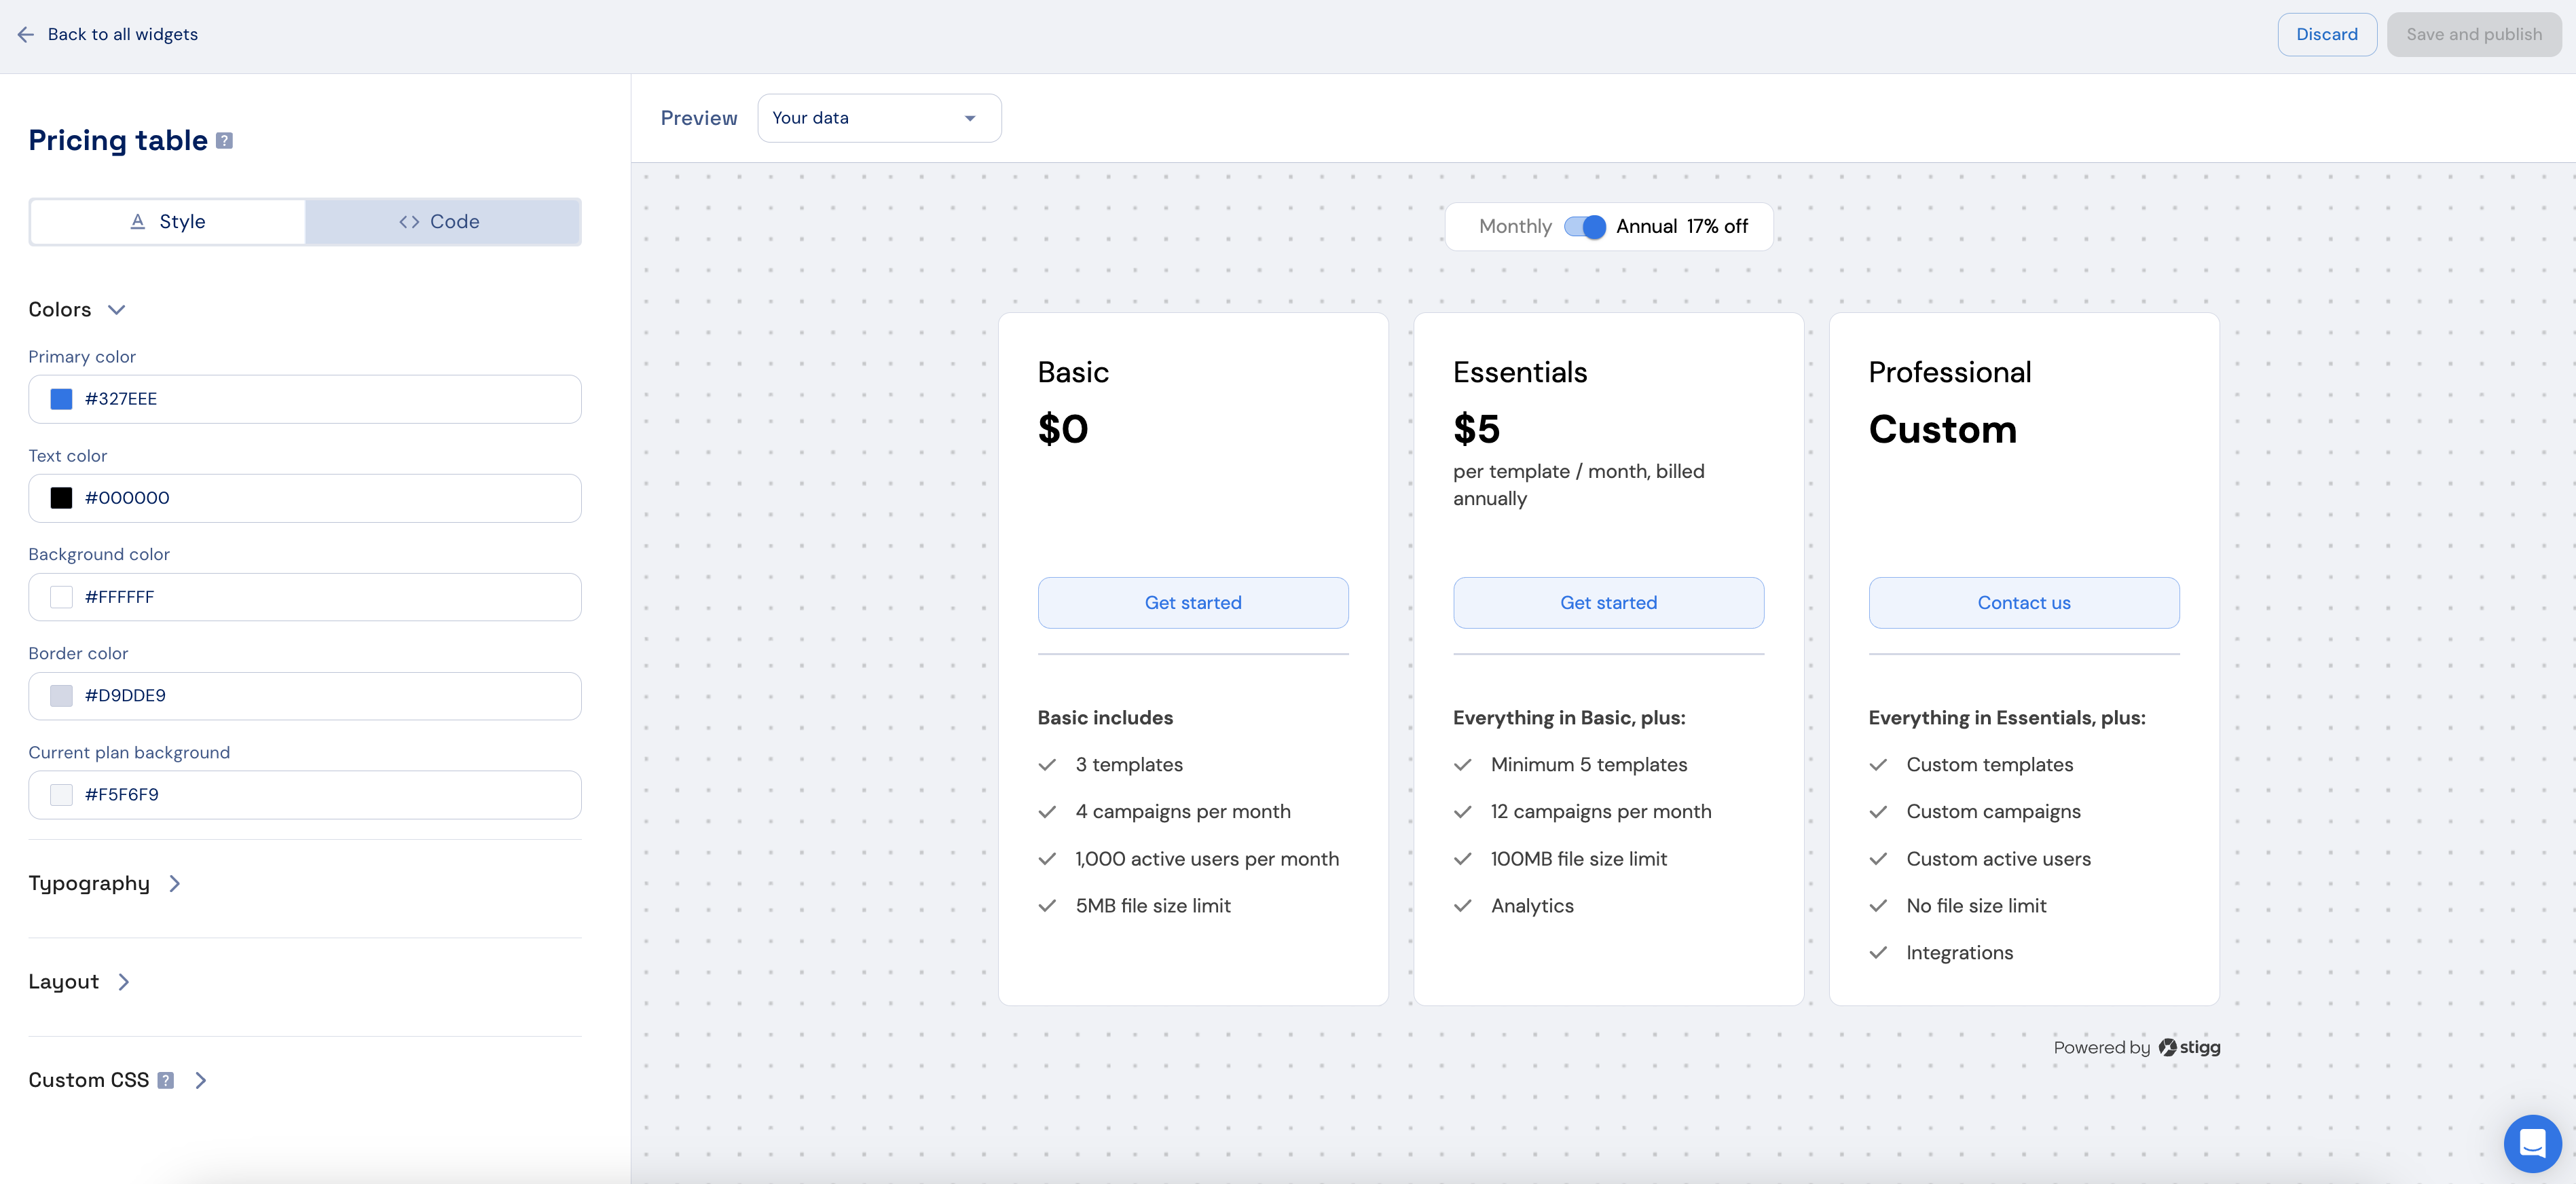 Back to all widgets
Discard
Save and publish
Pricing table ?
Style
Code
Colors
Primary color
#327EEE
Text color
#000000
Background color
#FFFFFF
Border color
#D9DDE9
Current plan background
#F5F6F9
Typography
Layout
Custom CSS ?
Preview
Your data
Monthly
Annual 17% off
Basic
$0
Get started
Basic includes
3 templates
4 campaigns per month
1,000 active users per month
5MB file size limit
Essentials
$5
per template / month, billed
annually
Get started
Everything in Basic, plus:
Minimum 5 templates
12 campaigns per month
100MB file size limit
Analytics
Professional
Custom
Contact us
Everything in Essentials, plus:
Custom templates
Custom campaigns
Custom active users
No file size limit
Integrations
Powered by stigg